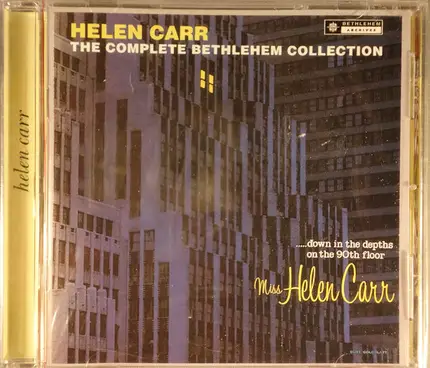 HELEN CARR
THE COMPLETE BETHLEHEM COLLECTION
BETHLEHEM
ARCHIVES
helen carr
.....down in the depths
on the 90th floor
Miss Helen Carr